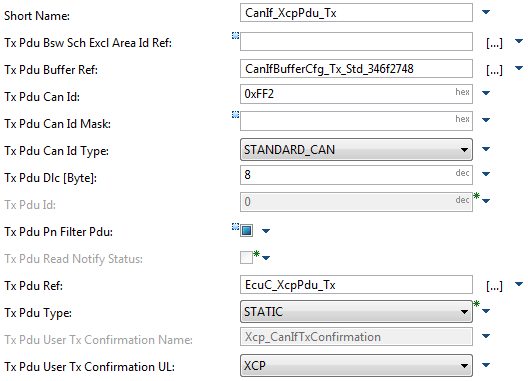 Short Name: CanIf_XcpPdu_Tx
Tx Pdu Bsw Sch Excl Area Id Ref: [...]
Tx Pdu Buffer Ref: CanIfBufferCfg_Tx_Std_346f2748 [...]
Tx Pdu Can Id: 0xFF2 hex
Tx Pdu Can Id Mask: hex
Tx Pdu Can Id Type: STANDARD_CAN
Tx Pdu Dlc [Byte]: 8 dec
Tx Pdu Id: 0 dec
Tx Pdu Pn Filter Pdu:
Tx Pdu Read Notify Status:
Tx Pdu Ref: EcuC_XcpPdu_Tx [...]
Tx Pdu Type: STATIC
Tx Pdu User Tx Confirmation Name: Xcp_CanIfTxConfirmation
Tx Pdu User Tx Confirmation UL: XCP